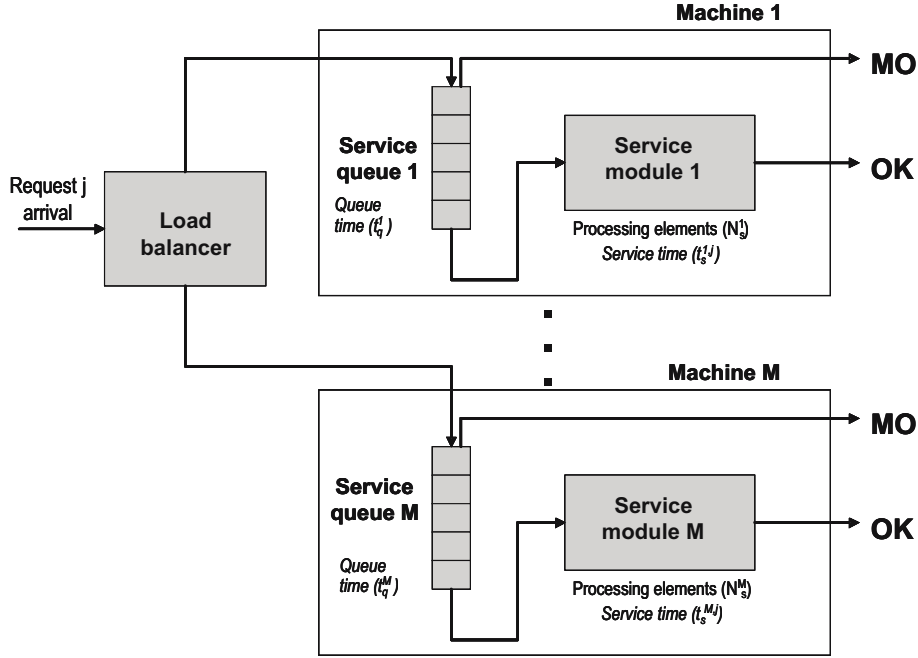 Machine 1
MO
Service
queue 1
Service
module 1
OK
Request j
arrival
Load
balancer
Queue
time (t_q^1)
Processing elements (N_s^1)
Service time (t_s^{1,j})
Machine M
MO
Service
queue M
Service
module M
OK
Queue
time (t_q^M)
Processing elements (N_s^M)
Service time (t_s^{M,j})